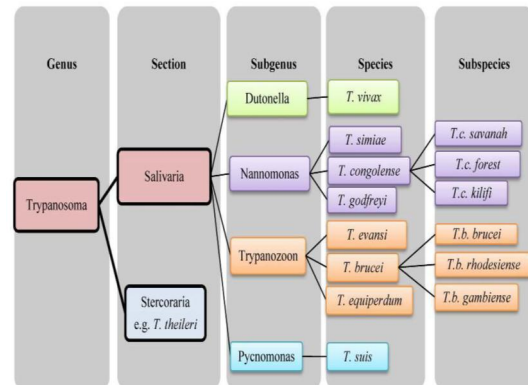 Genus
Section
Subgenus
Species
Subspecies
Trypanosoma
Salivaria
Stercoraria
e.g. T. theileri
Dutonella
Nannomonas
Trypanozoon
Pycnomonas
T. vivax
T. simiae
T. congolense
T. godfreyi
T. evansi
T. brucei
T. equiperdum
T. suis
T.c. savanah
T.c. forest
T.c. kilifi
T.b. brucei
T.b. rhodesiense
T.b. gambiense